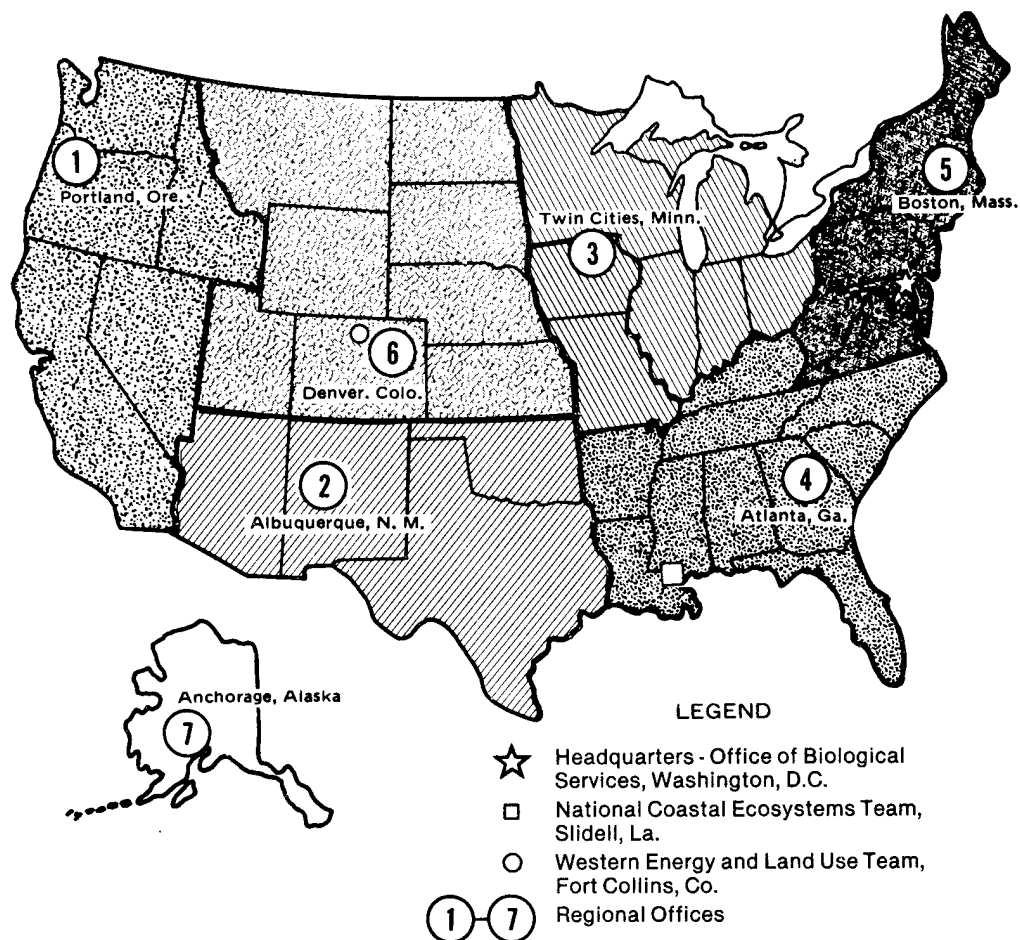 5
1
Portland, Ore.
Boston, Mass.
Twin Cities, Minn.
3
6
Denver. Colo.
2
Albuquerque, N. M.
4
Atlanta, Ga.
Anchorage, Alaska
7
LEGEND
Headquarters - Office of Biological
Services, Washington, D.C.
National Coastal Ecosystems Team,
Slidell, La.
Western Energy and Land Use Team,
Fort Collins, Co.
1 - 7 Regional Offices